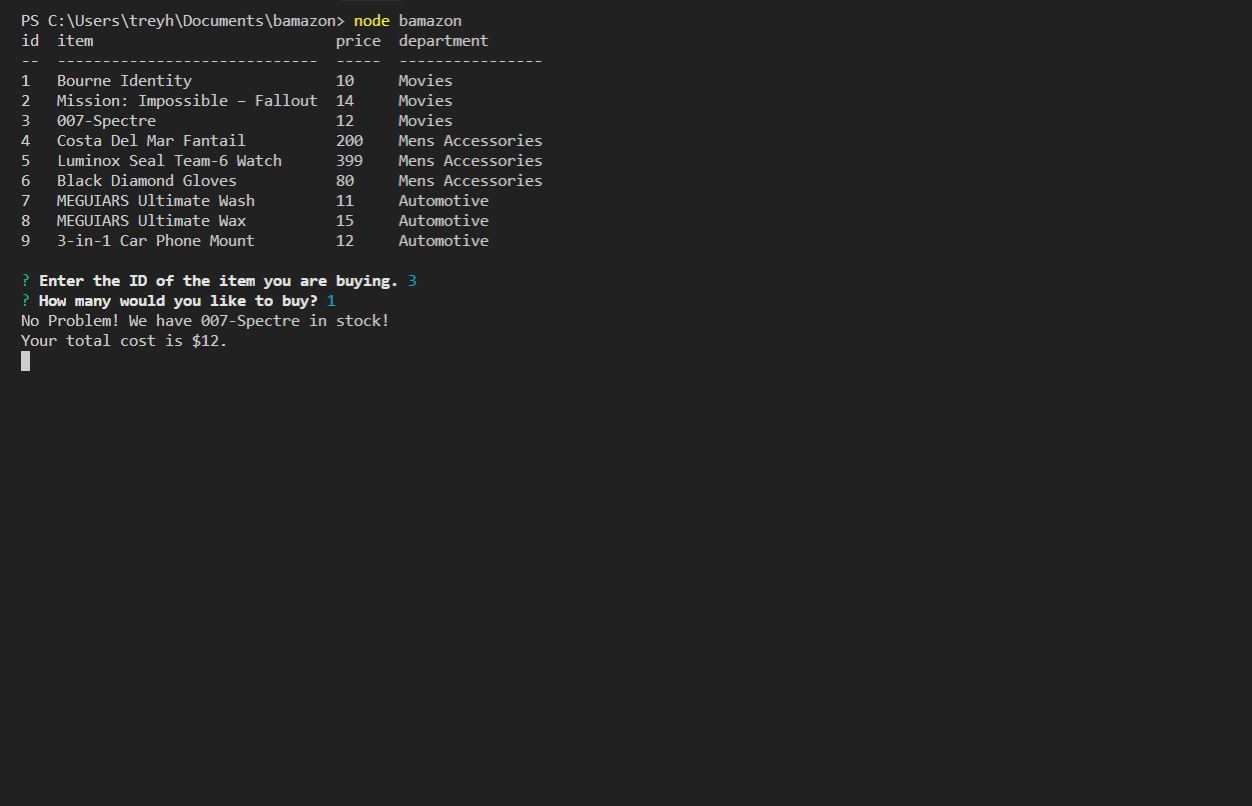 PS C:\Users\treyh\Documents\bamazon> node bamazon
id  item                           price  department
--  -----------------------------  -----  ----------------
1   Bourne Identity                10     Movies
2   Mission: Impossible – Fallout  14     Movies
3   007-Spectre                    12     Movies
4   Costa Del Mar Fantail          200    Mens Accessories
5   Luminox Seal Team-6 Watch      399    Mens Accessories
6   Black Diamond Gloves           80     Mens Accessories
7   MEGUIARS Ultimate Wash         11     Automotive
8   MEGUIARS Ultimate Wax          15     Automotive
9   3-in-1 Car Phone Mount         12     Automotive
? Enter the ID of the item you are buying. 3
? How many would you like to buy? 1
No Problem! We have 007-Spectre in stock!
Your total cost is $12.